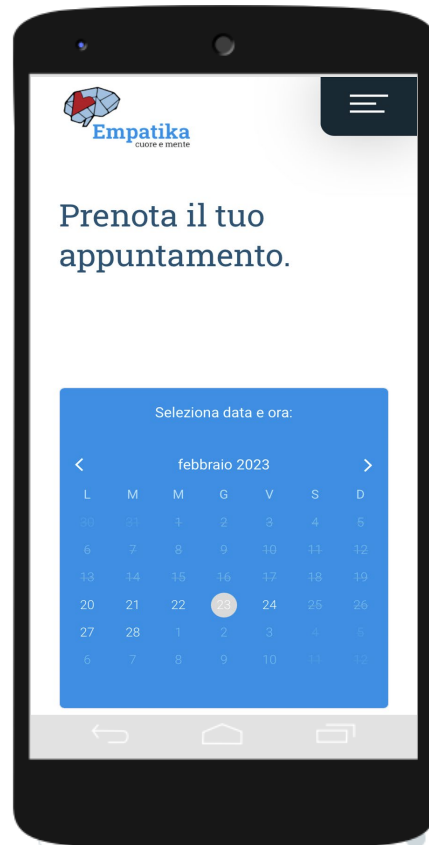 Empatika
cuore e mente
Prenota il tuo
appuntamento.
Seleziona data e ora:
febbraio 2023
L M M G V S D
30 31 1 2 3 4 5
6 7 8 9 10 11 12
13 14 15 16 17 18 19
20 21 22 23 24 25 26
27 28 1 2 3 4 5
6 7 8 9 10 11 12